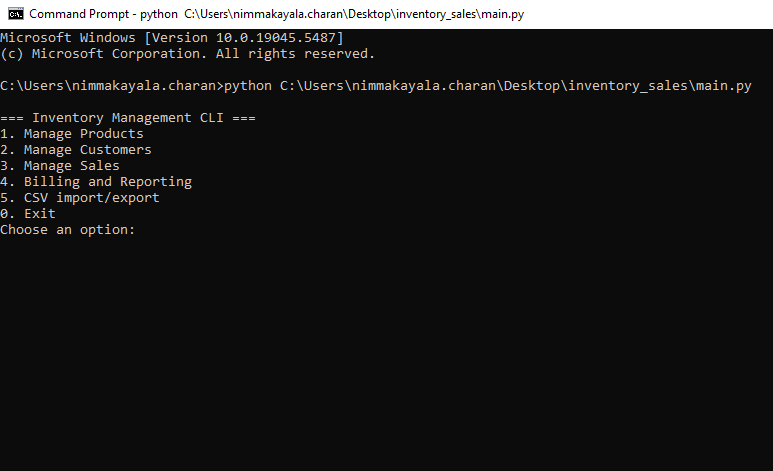 Command Prompt - python  C:\Users\nimmakayala.charan\Desktop\inventory_sales\main.py
Microsoft Windows [Version 10.0.19045.5487]
(c) Microsoft Corporation. All rights reserved.
C:\Users\nimmakayala.charan>python C:\Users\nimmakayala.charan\Desktop\inventory_sales\main.py
=== Inventory Management CLI ===
1. Manage Products
2. Manage Customers
3. Manage Sales
4. Billing and Reporting
5. CSV import/export
0. Exit
Choose an option: